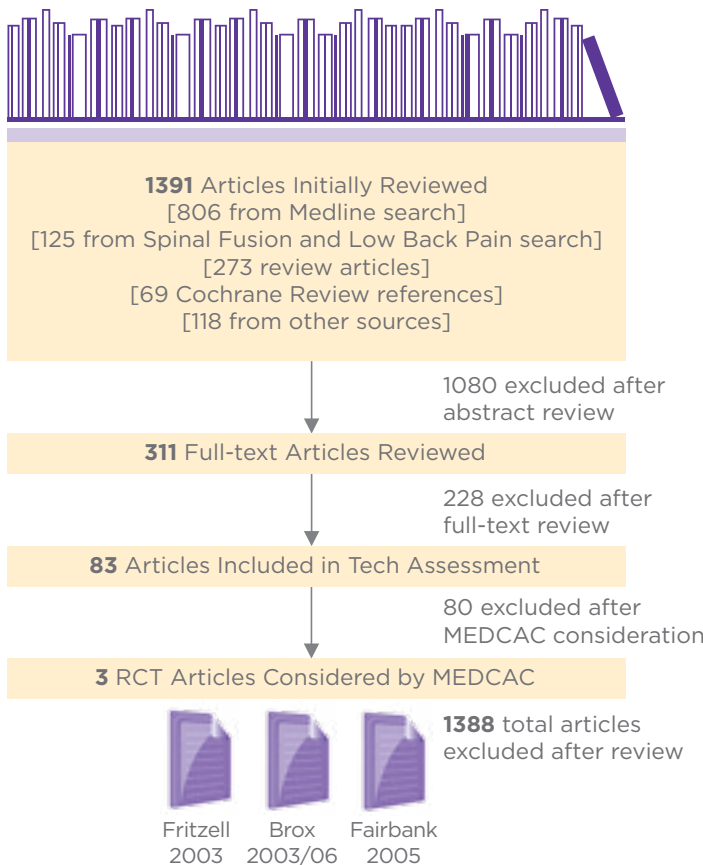 1391 Articles Initially Reviewed
[806 from Medline search]
[125 from Spinal Fusion and Low Back Pain search]
[273 review articles]
[69 Cochrane Review references]
[118 from other sources]
1080 excluded after
abstract review
311 Full-text Articles Reviewed
228 excluded after
full-text review
83 Articles Included in Tech Assessment
80 excluded after
MEDCAC consideration
3 RCT Articles Considered by MEDCAC
1388 total articles
excluded after review
Fritzell
2003
Brox
2003/06
Fairbank
2005